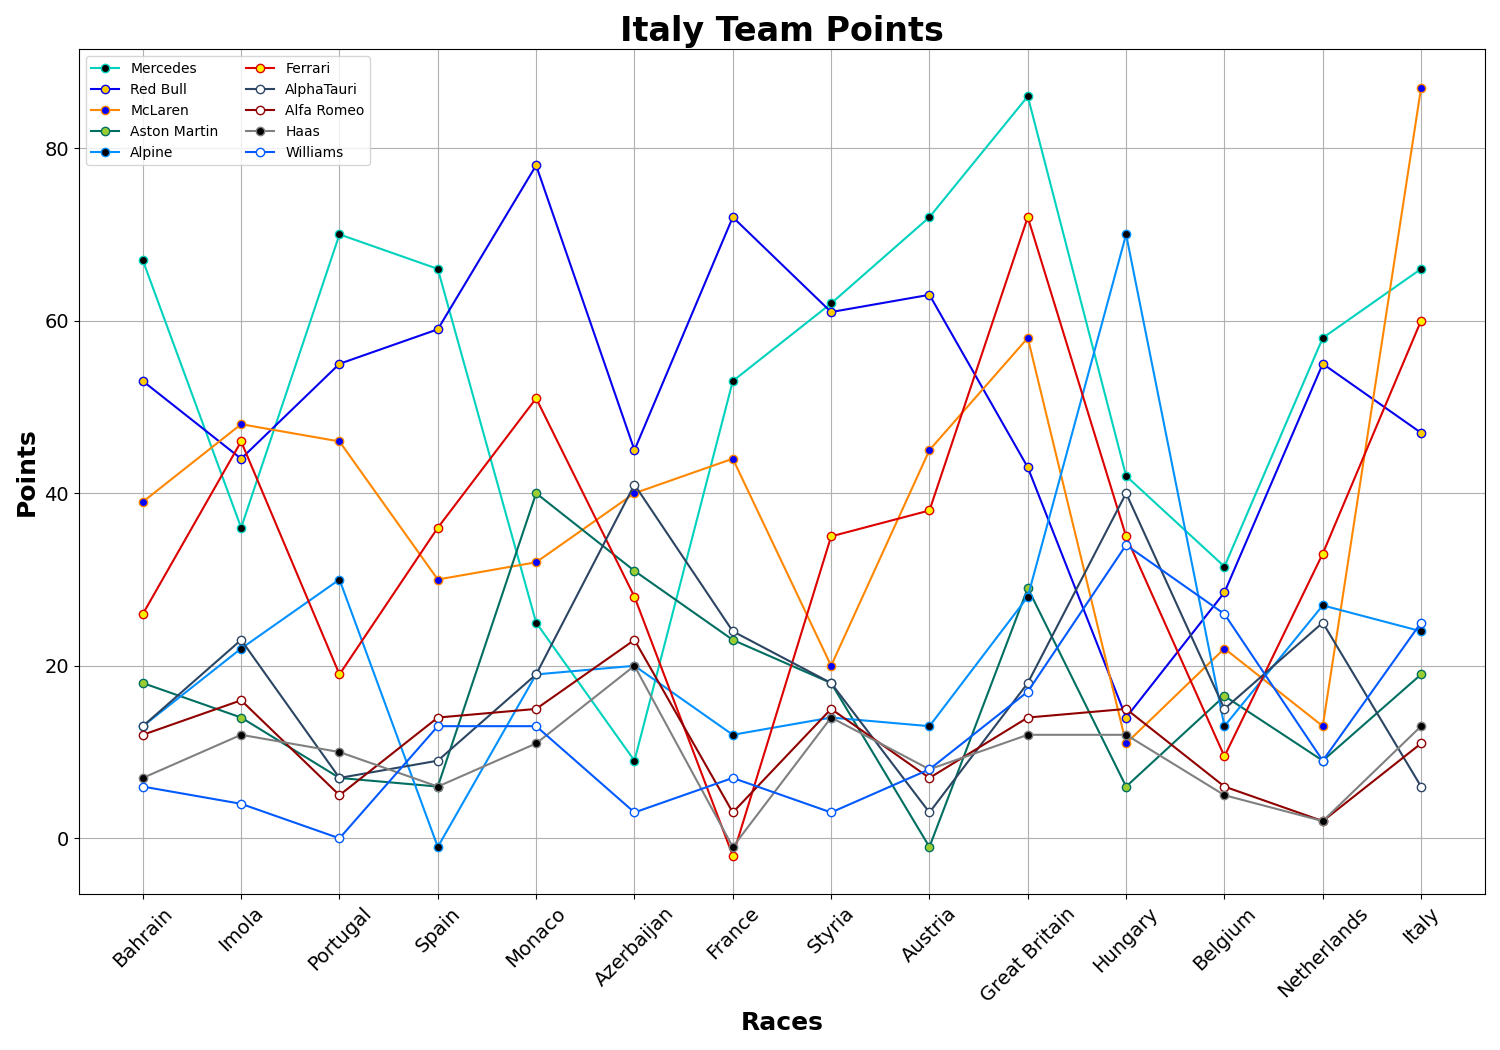 Italy Team Points
Mercedes
Red Bull
McLaren
Aston Martin
Alpine
Ferrari
AlphaTauri
Alfa Romeo
Haas
Williams
Points
80
60
40
20
0
Bahrain
Imola
Portugal
Spain
Monaco
Azerbaijan
France
Styria
Austria
Great Britain
Hungary
Belgium
Netherlands
Italy
Races